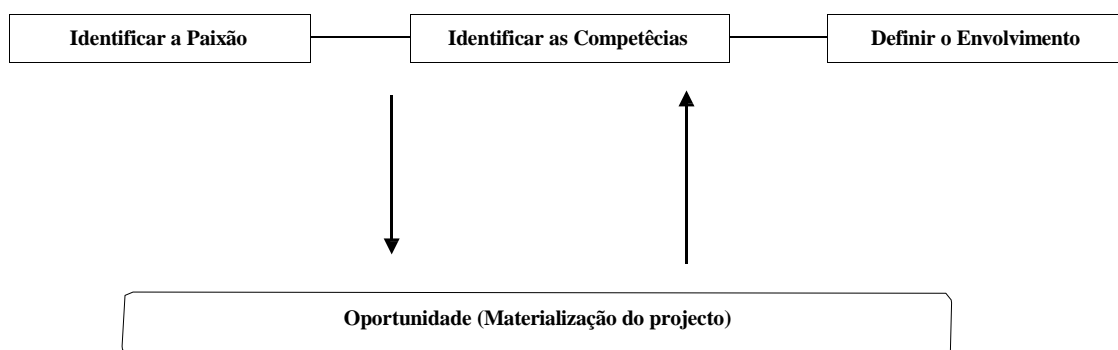 Identificar a Paixão
Identificar as Competêcias
Definir o Envolvimento
Oportunidade (Materialização do projecto)